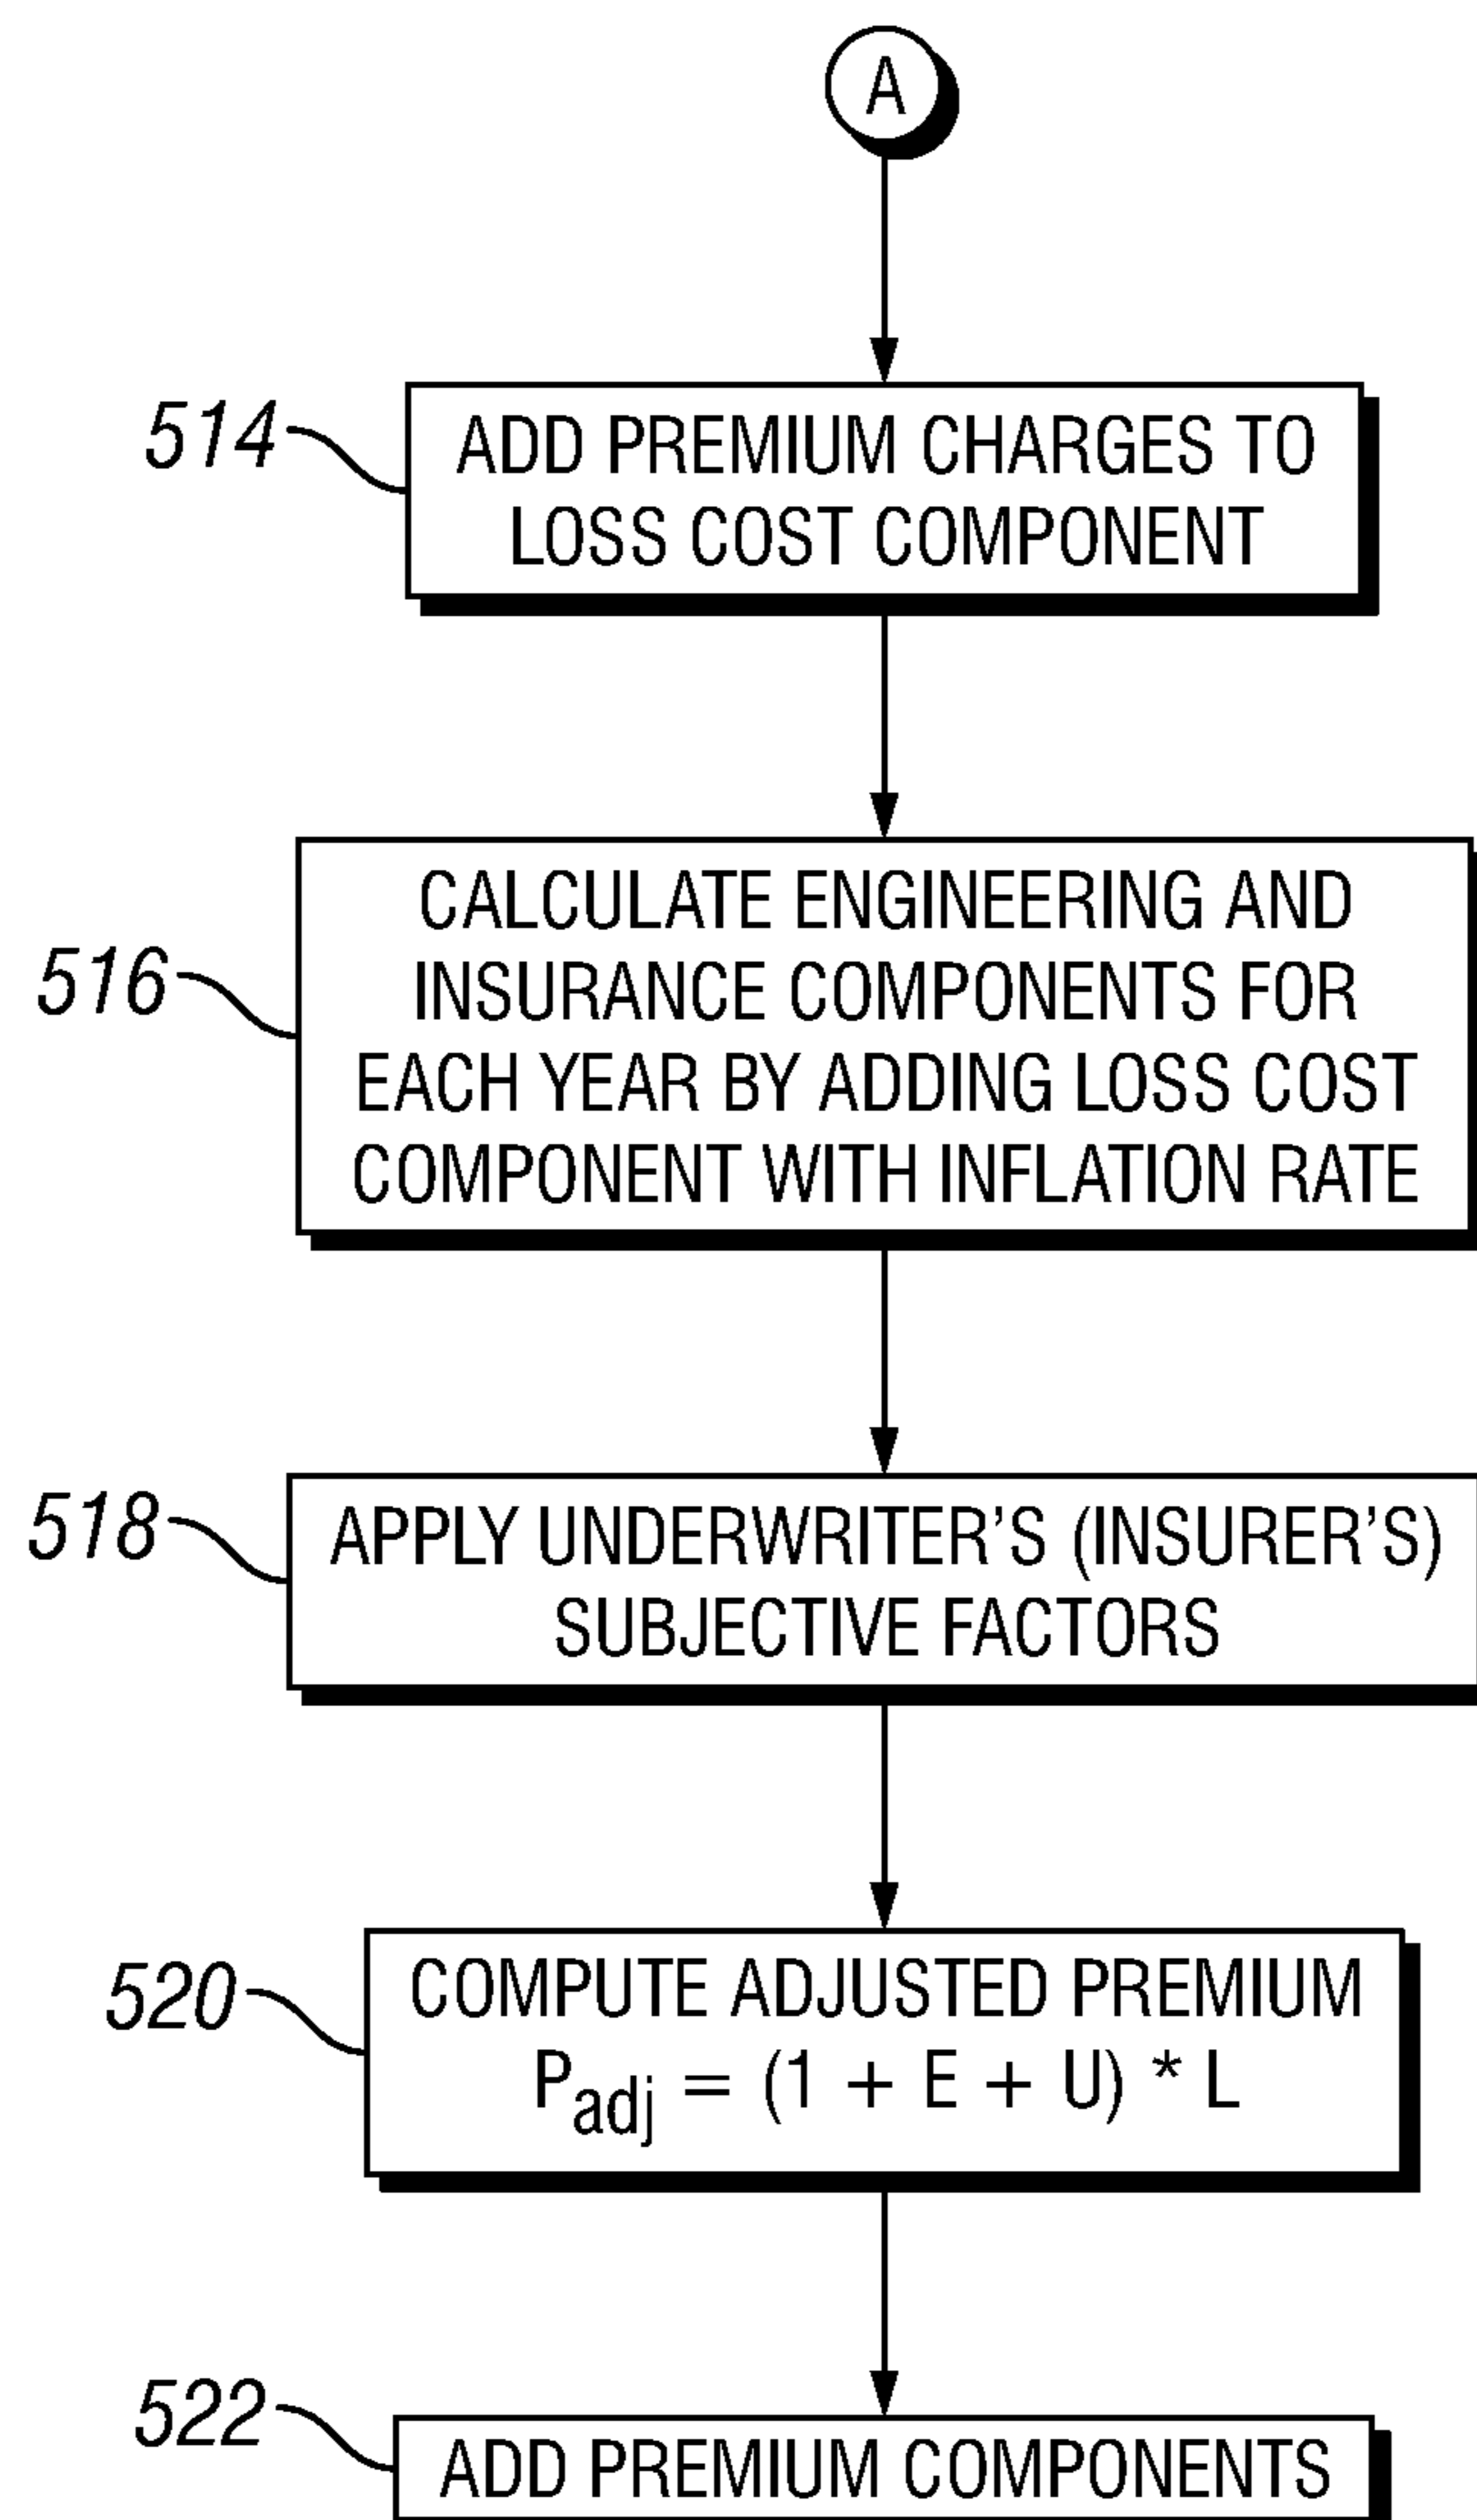 A
514
ADD PREMIUM CHARGES TO
LOSS COST COMPONENT
516
CALCULATE ENGINEERING AND
INSURANCE COMPONENTS FOR
EACH YEAR BY ADDING LOSS COST
COMPONENT WITH INFLATION RATE
518
APPLY UNDERWRITER'S (INSURER'S)
SUBJECTIVE FACTORS
520
COMPUTE ADJUSTED PREMIUM
Padj = (1 + E + U) * L
522
ADD PREMIUM COMPONENTS